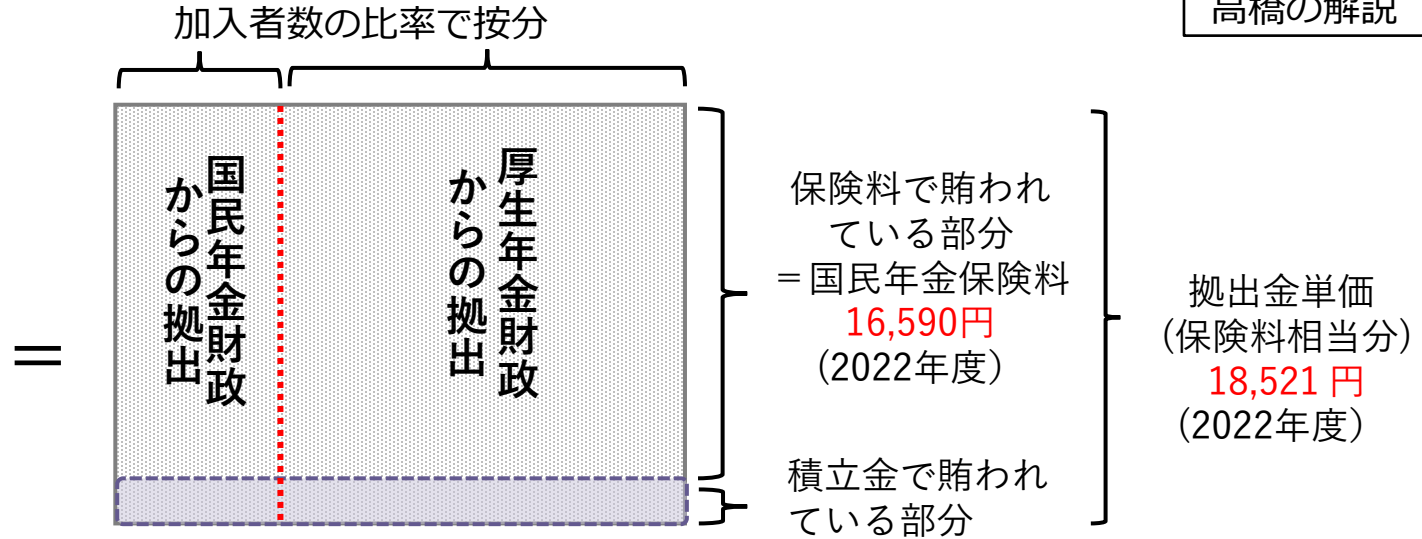 高橋の解説
加入者数の比率で按分
国民年金財政
からの拠出
厚生年金財政
からの拠出
保険料で賄われ
ている部分
＝国民年金保険料
16,590円
(2022年度)
積立金で賄われ
ている部分
拠出金単価
(保険料相当分)
18,521 円
(2022年度)
＝